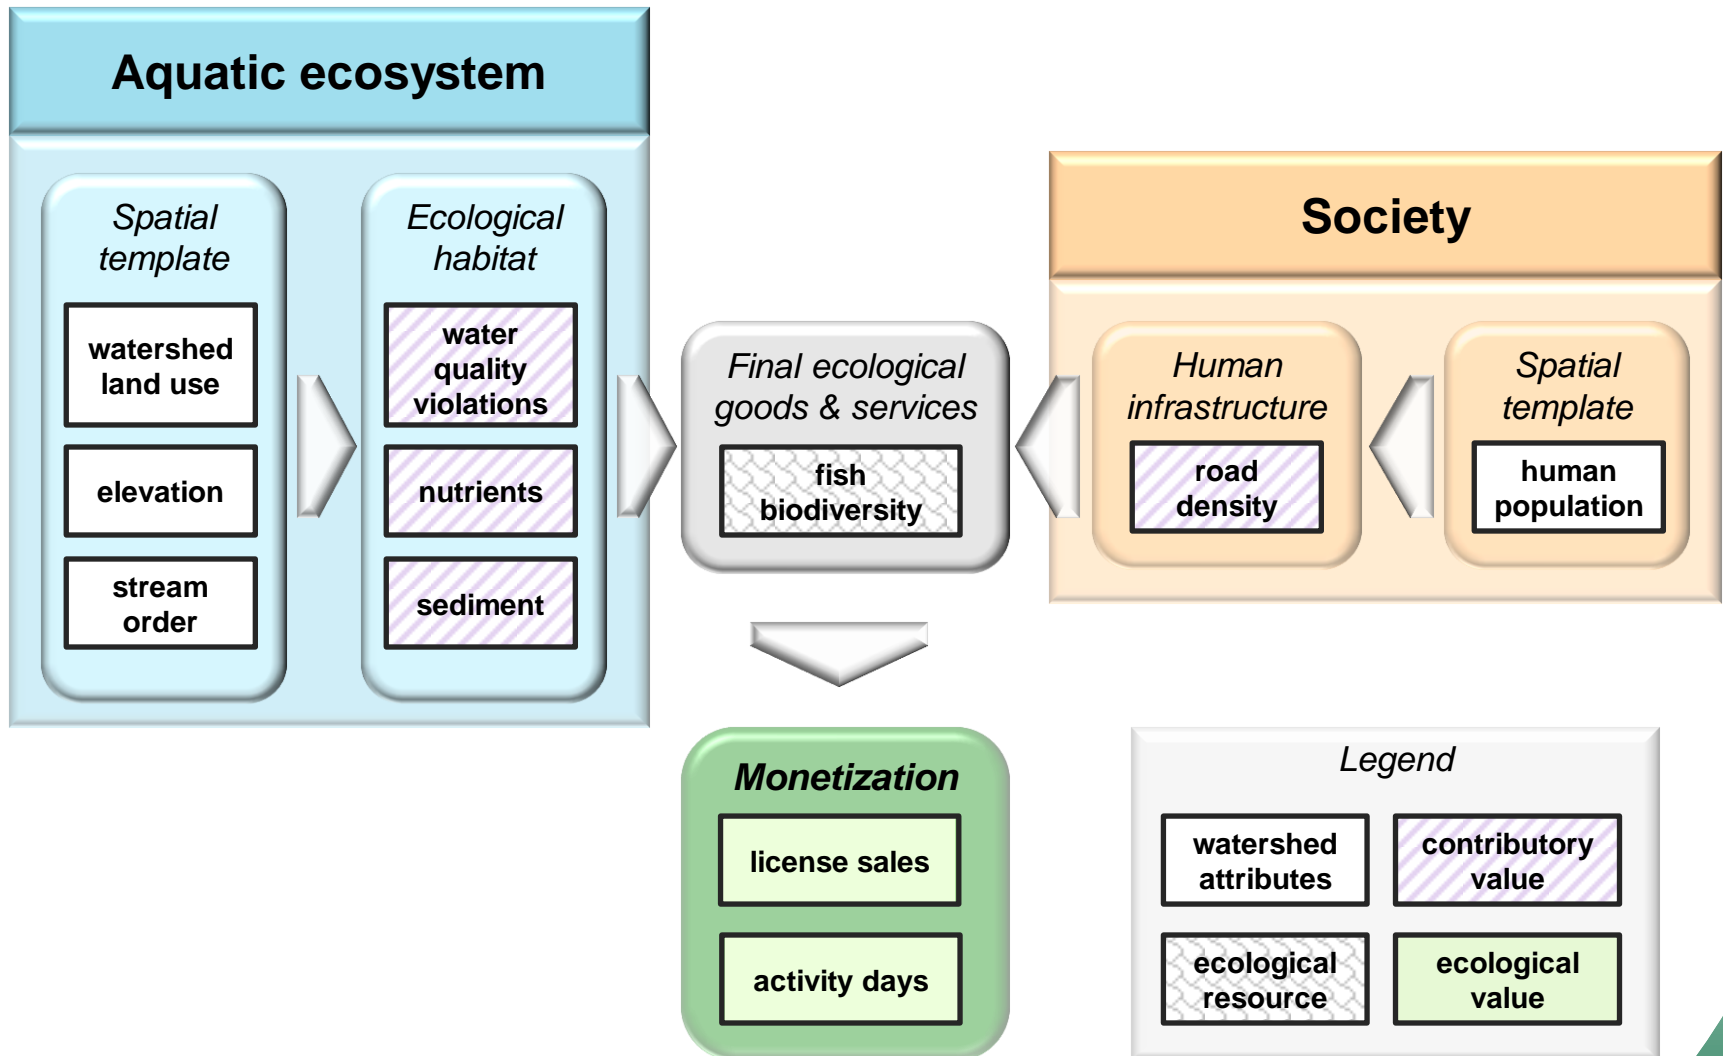 Aquatic ecosystem
Spatial
template
watershed
land use
elevation
stream
order
Ecological
habitat
water
quality
violations
nutrients
sediment
Final ecological
goods & services
fish
biodiversity
Society
Human
infrastructure
road
density
Spatial
template
human
population
Monetization
license sales
activity days
Legend
watershed
attributes
contributory
value
ecological
resource
ecological
value